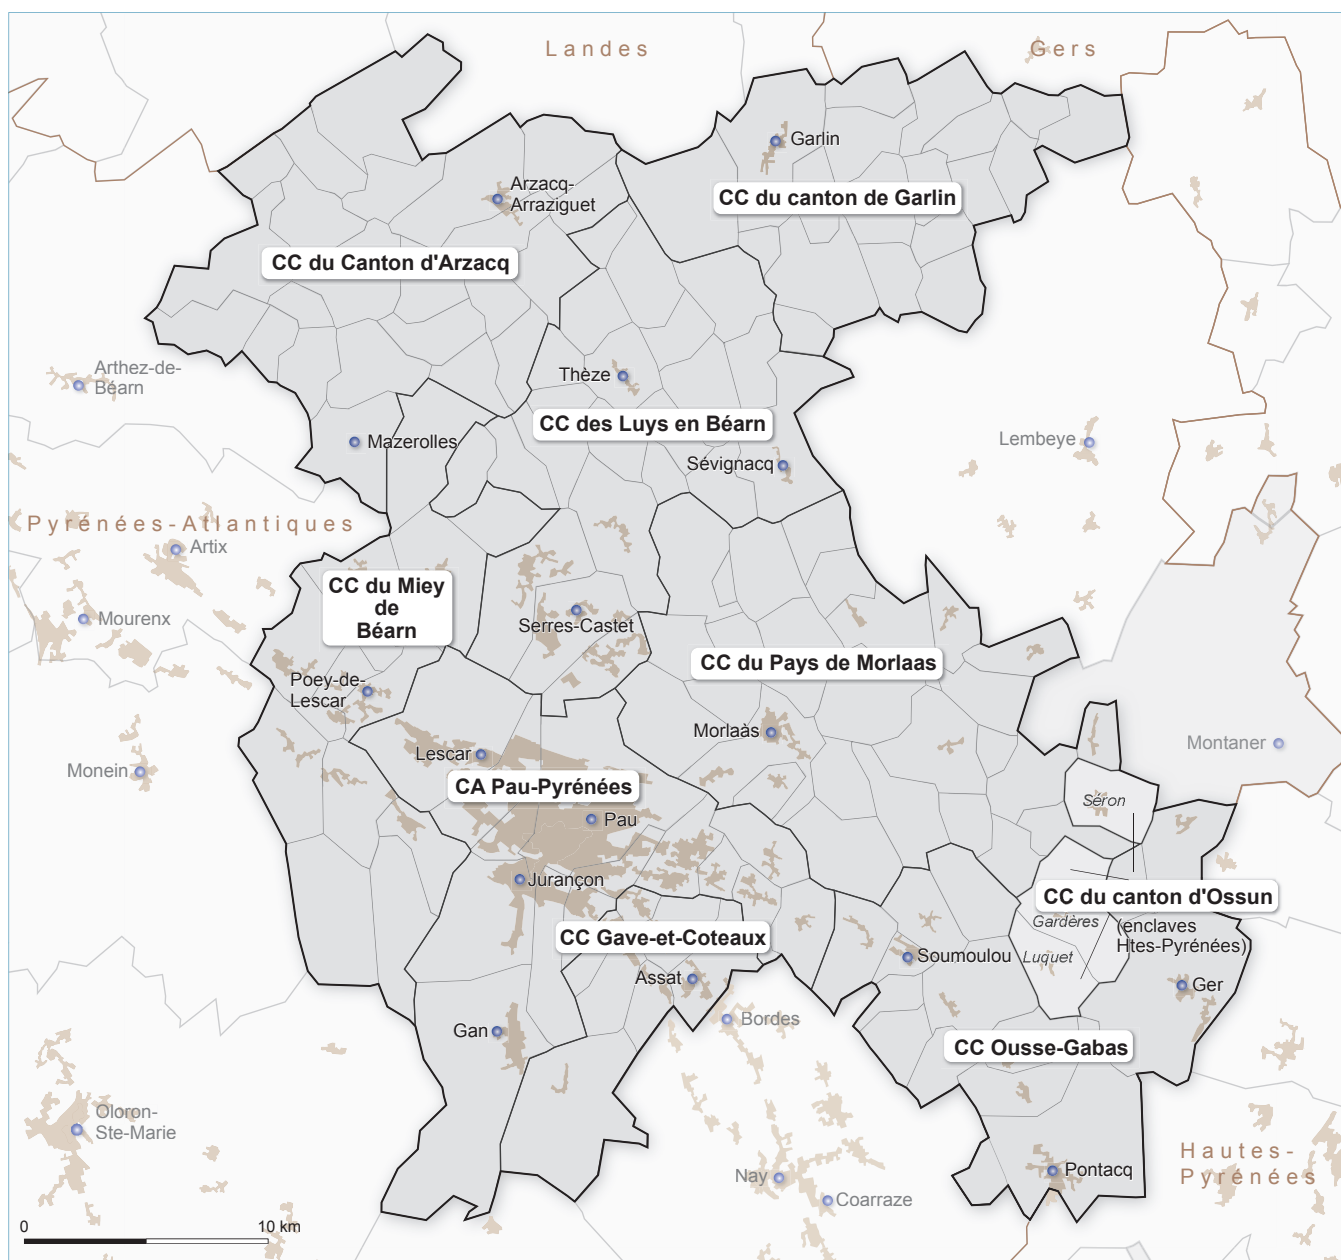 Landes
Gers
Garlin
Arzacq-
Arraziguet
CC du canton de Garlin
CC du Canton d'Arzacq
Arthez-de-
Béarn
Thèze
CC des Luys en Béarn
Mazerolles
Lembeye
Sévignacq
Pyrénées-Atlantiques
Artix
CC du Miey
de
Béarn
Mourenx
Serres-Castet
CC du Pays de Morlaas
Poey-de-
Lescar
Morlaàs
Lescar
Montaner
Monein
CA Pau-Pyrénées
Séron
Pau
Jurançon
CC du canton d'Ossun
(enclaves
Htes-Pyrénées)
Gardères
CC Gave-et-Coteaux
Luquet
Soumoulou
Assat
Ger
Bordes
Gan
CC Ousse-Gabas
Oloron-
Ste-Marie
Hautes-
Pyrénées
Nay
Pontacq
Coarraze
0
10 km